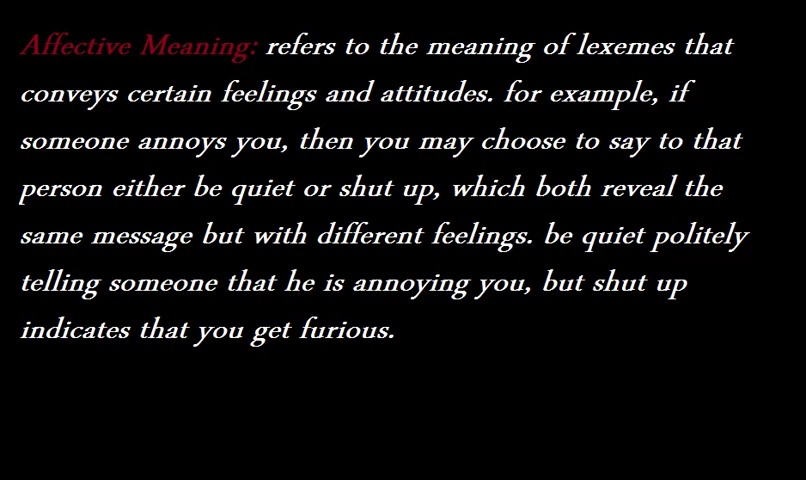 Affective Meaning: refers to the meaning of lexemes that
conveys certain feelings and attitudes. for example, if
someone annoys you, then you may choose to say to that
person either be quiet or shut up, which both reveal the
same message but with different feelings. be quiet politely
telling someone that he is annoying you, but shut up
indicates that you get furious.